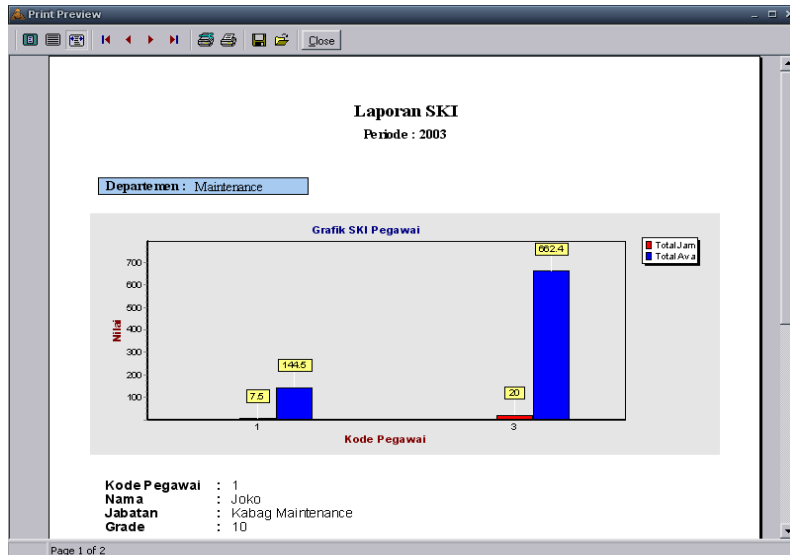 Print Preview
Close
Laporan SKI
Periode : 2003
Departemen : Maintenance
Grafik SKI Pegawai
Total Jam
Total Ava
Nilai
700
600
500
400
300
200
100
7.5
144.5
20
662.4
1
3
Kode Pegawai
Kode Pegawai : 1
Nama : Joko
Jabatan : Kabag Maintenance
Grade : 10
Page 1 of 2